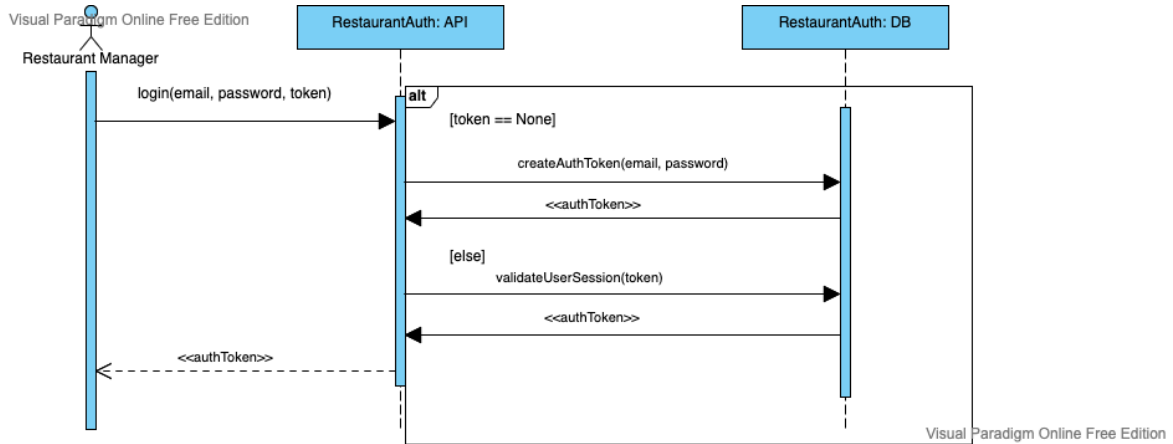 Visual Paradigm Online Free Edition
RestaurantAuth: API
RestaurantAuth: DB
Restaurant Manager
login(email, password, token)
alt
[token == None]
createAuthToken(email, password)
<<authToken>>
[else]
validateUserSession(token)
<<authToken>>
<<authToken>>
Visual Paradigm Online Free Edition